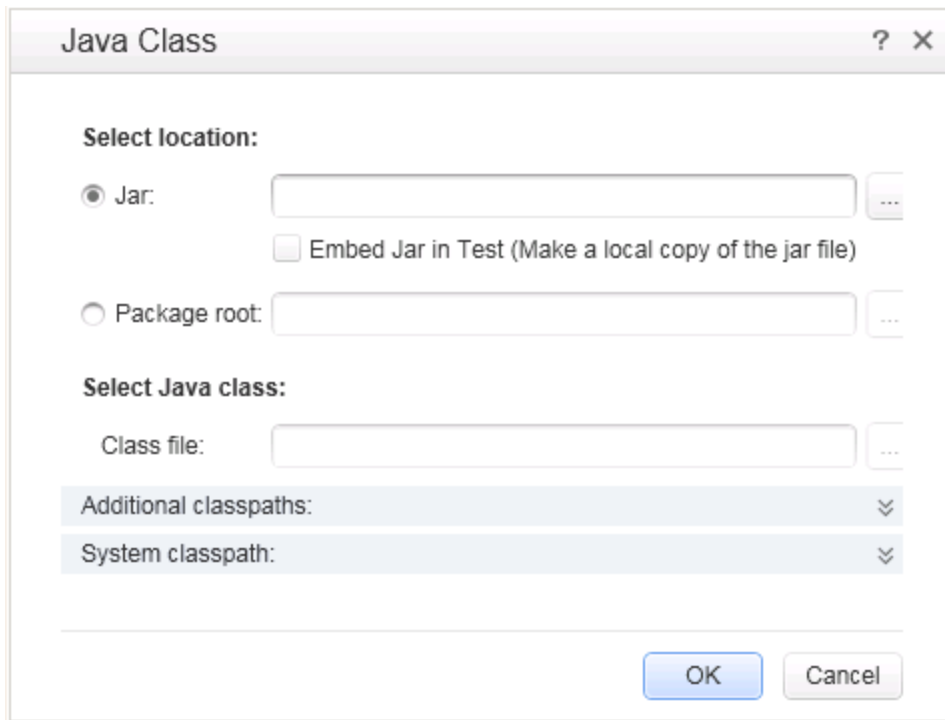 Java Class ? ×
Select location:
Jar: ...
Embed Jar in Test (Make a local copy of the jar file)
Package root: ...
Select Java class:
Class file: ...
Additional classpaths:
System classpath:
OK Cancel